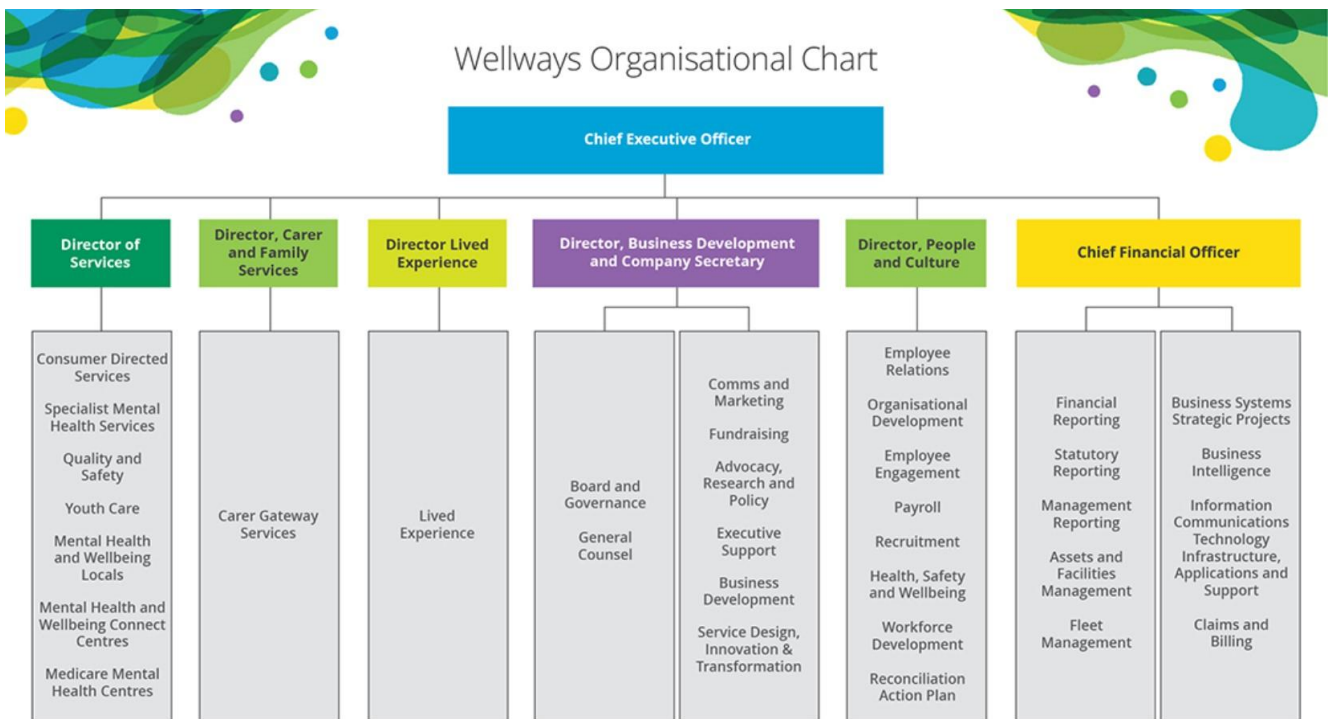 Wellways Organisational Chart
Chief Executive Officer
Director of
Services
Director, Carer
and Family
Services
Director Lived
Experience
Director, Business Development
and Company Secretary
Director, People
and Culture
Chief Financial Officer
Consumer Directed
Services
Specialist Mental
Health Services
Quality and
Safety
Youth Care
Mental Health
and Wellbeing
Locals
Mental Health and
Wellbeing Connect
Centres
Medicare Mental
Health Centres
Carer Gateway
Services
Lived
Experience
Board and
Governance
General
Counsel
Comms and
Marketing
Fundraising
Advocacy,
Research and
Policy
Executive
Support
Business
Development
Service Design,
Innovation &
Transformation
Employee
Relations
Organisational
Development
Employee
Engagement
Payroll
Recruitment
Health, Safety
and Wellbeing
Workforce
Development
Reconciliation
Action Plan
Financial
Reporting
Statutory
Reporting
Management
Reporting
Assets and
Facilities
Management
Fleet
Management
Business Systems
Strategic Projects
Business
Intelligence
Information
Communications
Technology
Infrastructure,
Applications and
Support
Claims and
Billing